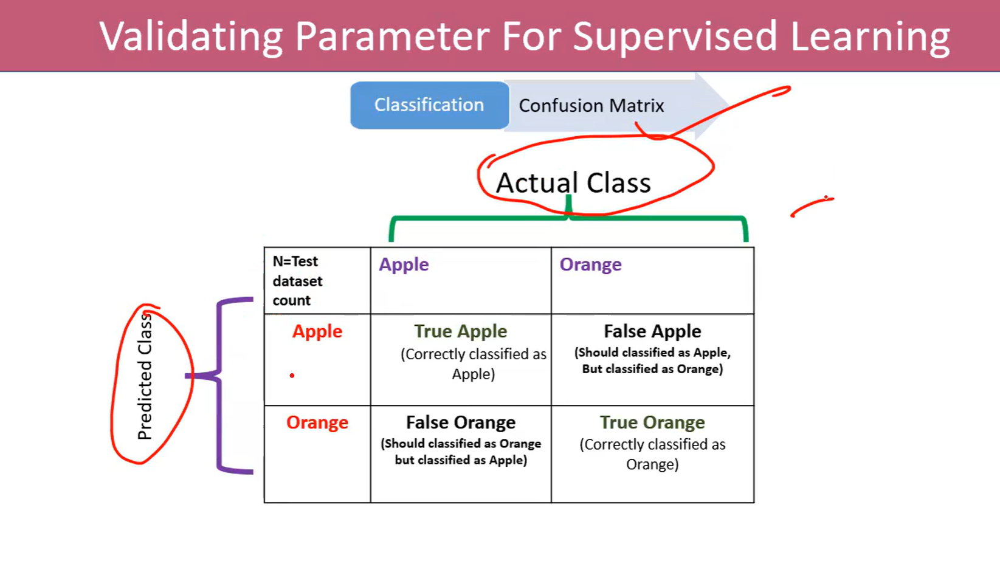 Validating Parameter For Supervised Learning
Classification
Confusion Matrix
Actual Class
Predicted Class
N=Test
dataset
count
Apple
Orange
Apple
True Apple
(Correctly classified as
Apple)
False Apple
(Should classified as Apple,
But classified as Orange)
Orange
False Orange
(Should classified as Orange
but classified as Apple)
True Orange
(Correctly classified as
Orange)